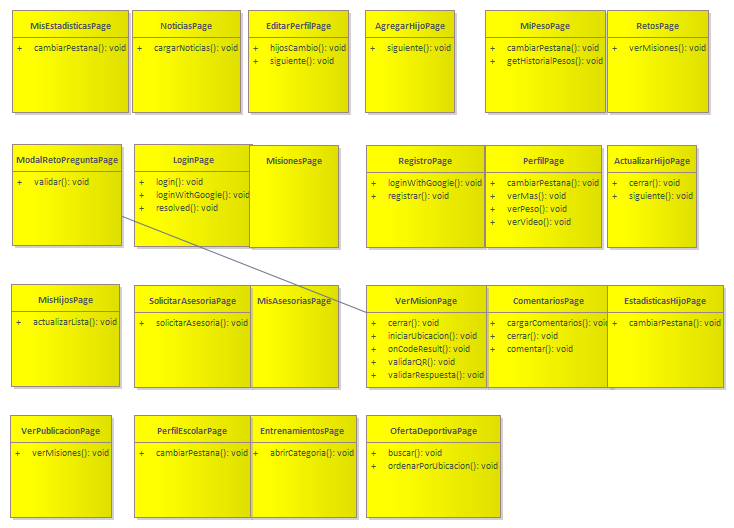 MisEstadisticasPage
+ cambiarPestana(): void
NoticiasPage
+ cargarNoticias(): void
EditarPerfilPage
+ hijosCambio(): void
+ siguiente(): void
AgregarHijoPage
+ siguiente(): void
MiPesoPage
+ cambiarPestana(): void
+ getHistorialPesos(): void
RetosPage
+ verMisiones(): void
ModalRetoPreguntaPage
+ validar(): void
LoginPage
+ login(): void
+ loginWithGoogle(): void
+ resolved(): void
MisionesPage
RegistroPage
+ loginWithGoogle(): void
+ registrar(): void
PerfilPage
+ cambiarPestana(): void
+ verMas(): void
+ verPeso(): void
+ verVideo(): void
ActualizarHijoPage
+ cerrar(): void
+ siguiente(): void
MisHijosPage
+ actualizarLista(): void
SolicitarAsesoriaPage
+ solicitarAsesoria(): void
MisAsesoriasPage
VerMisionPage
+ cerrar(): void
+ iniciarUbicacion(): void
+ onCodeResult(): void
+ validarQR(): void
+ validarRespuesta(): void
ComentariosPage
+ cargarComentarios(): void
+ cerrar(): void
+ comentar(): void
EstadisticasHijoPage
+ cambiarPestana(): void
VerPublicacionPage
+ verMisiones(): void
PerfilEscolarPage
+ cambiarPestana(): void
EntrenamientosPage
+ abrirCategoria(): void
OfertaDeportivaPage
+ buscar(): void
+ ordenarPorUbicacion(): void